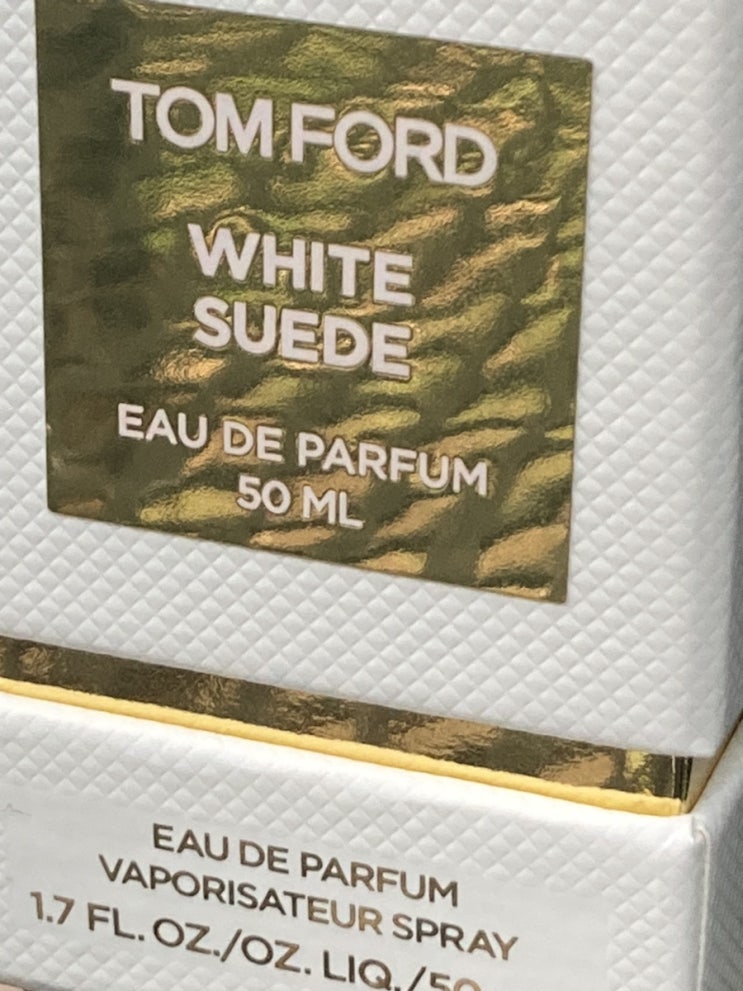 TOM FORD
WHITE
SUEDE
EAU DE PARFUM
50 ML
EAU DE PARFUM
VAPORISATEUR SPRAY
1.7 FL. OZ./OZ. LIQ./50